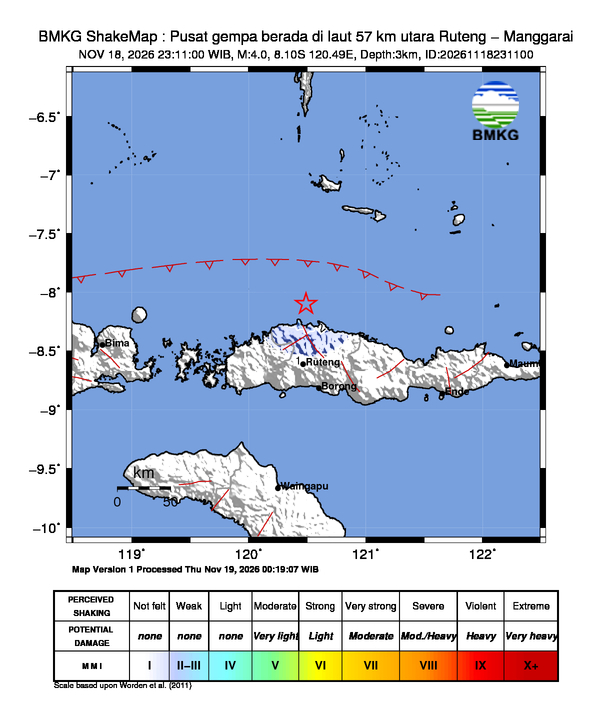 BMKG ShakeMap : Pusat gempa berada di laut 57 km utara Ruteng – Manggarai
NOV 18, 2026 23:11:00 WIB, M:4.0, 8.10S 120.49E, Depth:3km, ID:20261118231100
BMKG
−6.5°
−7°
−7.5°
−8°
−8.5°
−9°
−9.5°
−10°
Bima
1
Ruteng
Borong
Ende
Maum
Waingapu
km
0 50
119° 120° 121° 122°
Map Version 1 Processed Thu Nov 19, 2026 00:19:07 WIB
PERCEIVED SHAKING Not felt Weak Light Moderate Strong Very strong Severe Violent Extreme
POTENTIAL DAMAGE none none none Very light Light Moderate Mod./Heavy Heavy Very heavy
MMI I II–III IV V VI VII VIII IX X+
Scale based upon Worden et al. (2011)